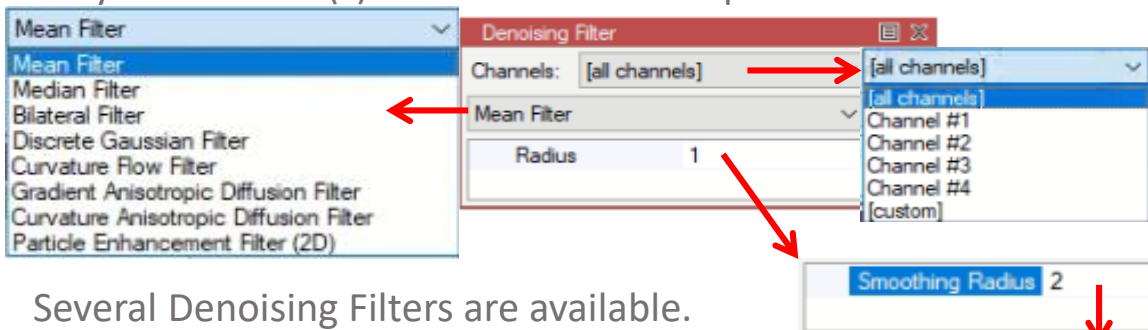 Mean Filter
Mean Filter
Median Filter
Bilateral Filter
Discrete Gaussian Filter
Curvature Flow Filter
Gradient Anisotropic Diffusion Filter
Curvature Anisotropic Diffusion Filter
Particle Enhancement Filter (2D)
Denoising Filter
Channels: [all channels]
Mean Filter
Radius 1
[all channels]
[all channels]
Channel #1
Channel #2
Channel #3
Channel #4
[custom]
Smoothing Radius 2
Several Denoising Filters are available.